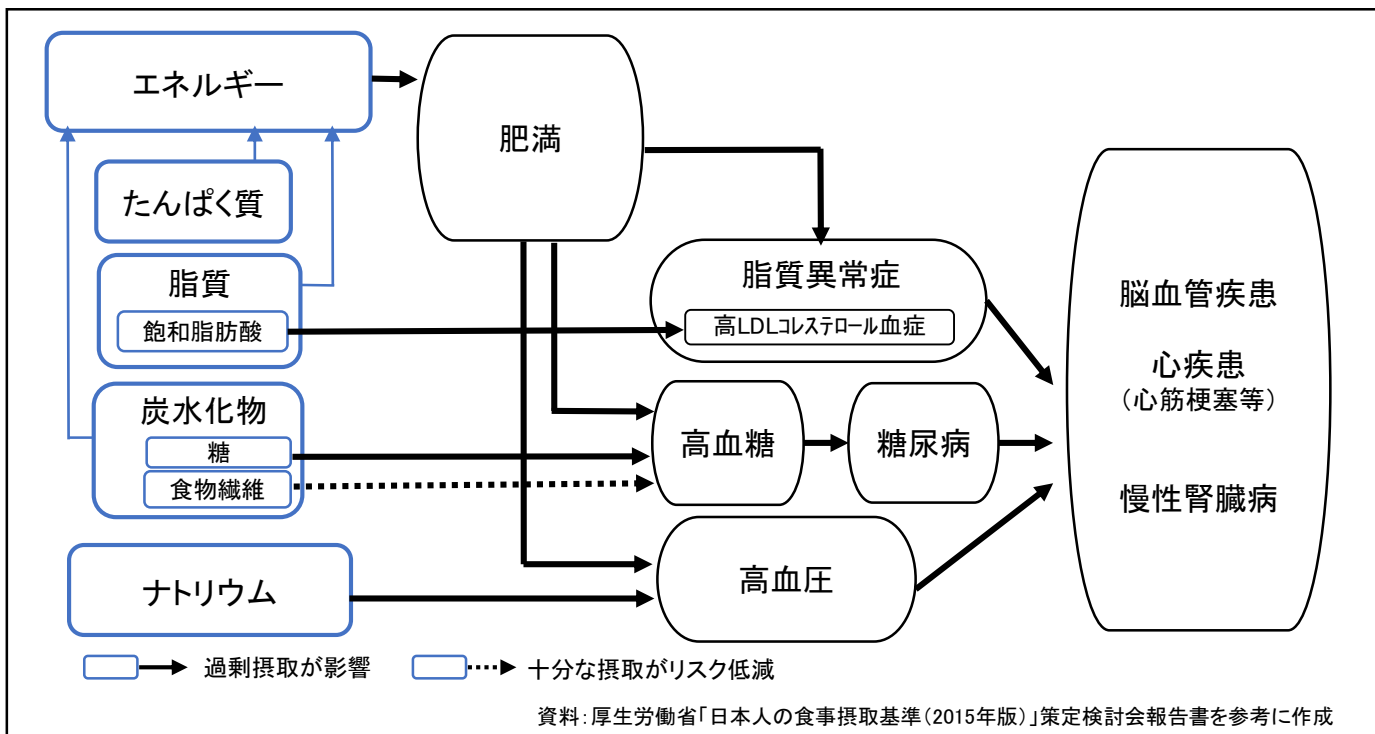 エネルギー
たんぱく質
脂質
飽和脂肪酸
炭水化物
糖
食物繊維
ナトリウム
肥満
脂質異常症
高LDLコレステロール血症
高血糖
糖尿病
高血圧
脳血管疾患
心疾患
（心筋梗塞等）
慢性腎臓病
過剰摂取が影響
十分な摂取がリスク低減
資料：厚生労働省「日本人の食事摂取基準（2015年版）」策定検討会報告書を参考に作成